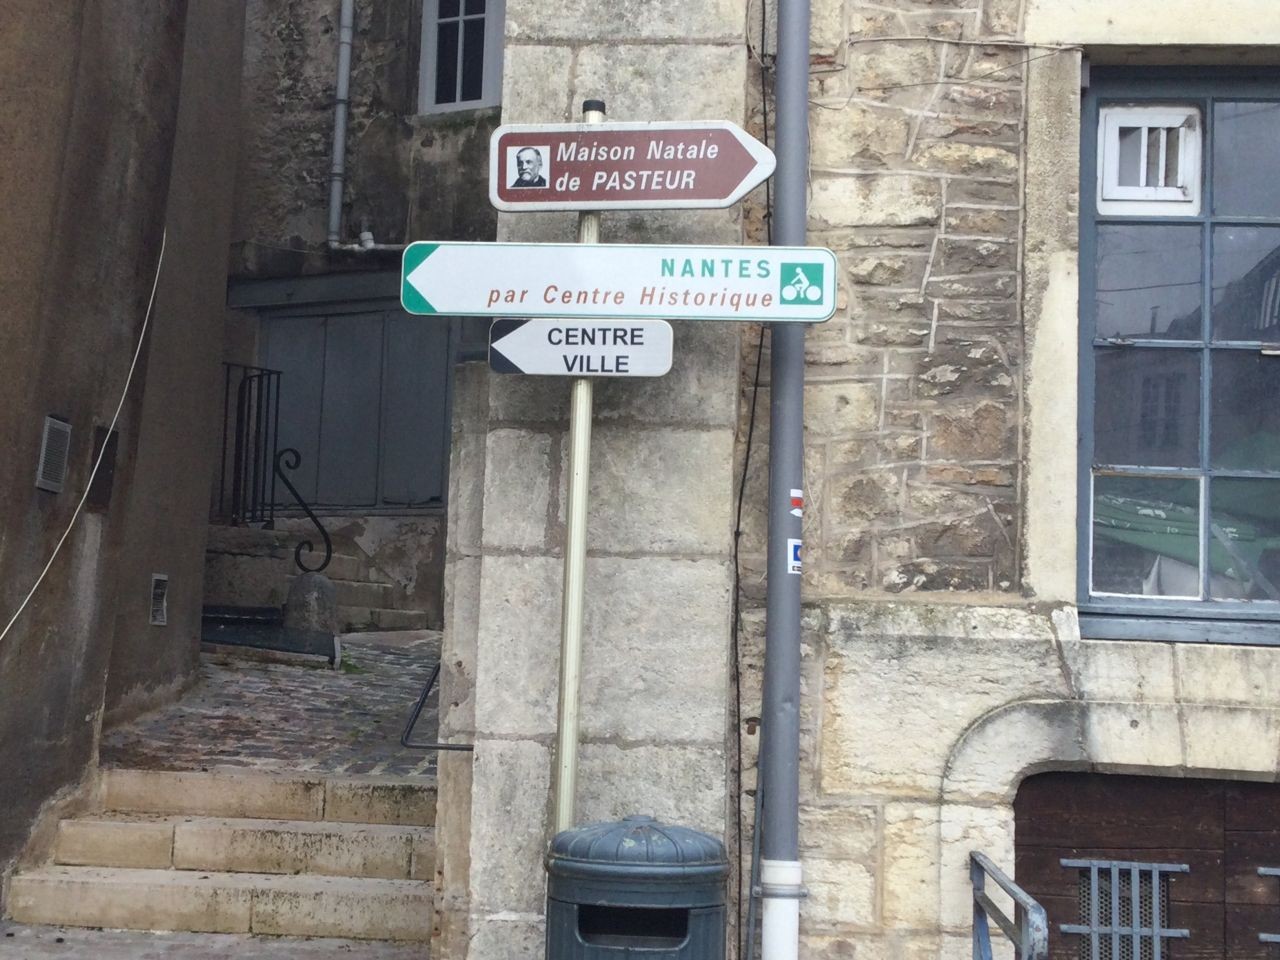 Maison Natale
de PASTEUR
NANTES
par Centre Historique
CENTRE
VILLE